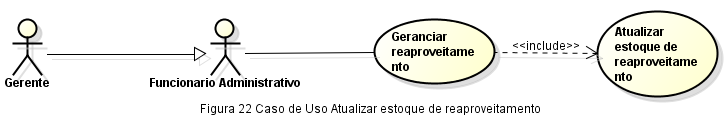 Geranciar
reaproveitame
nto
<<include>>
Atualizar
estoque de
reaproveitame
nto
Gerente
Funcionario Administrativo
Figura 22 Caso de Uso Atualizar estoque de reaproveitamento